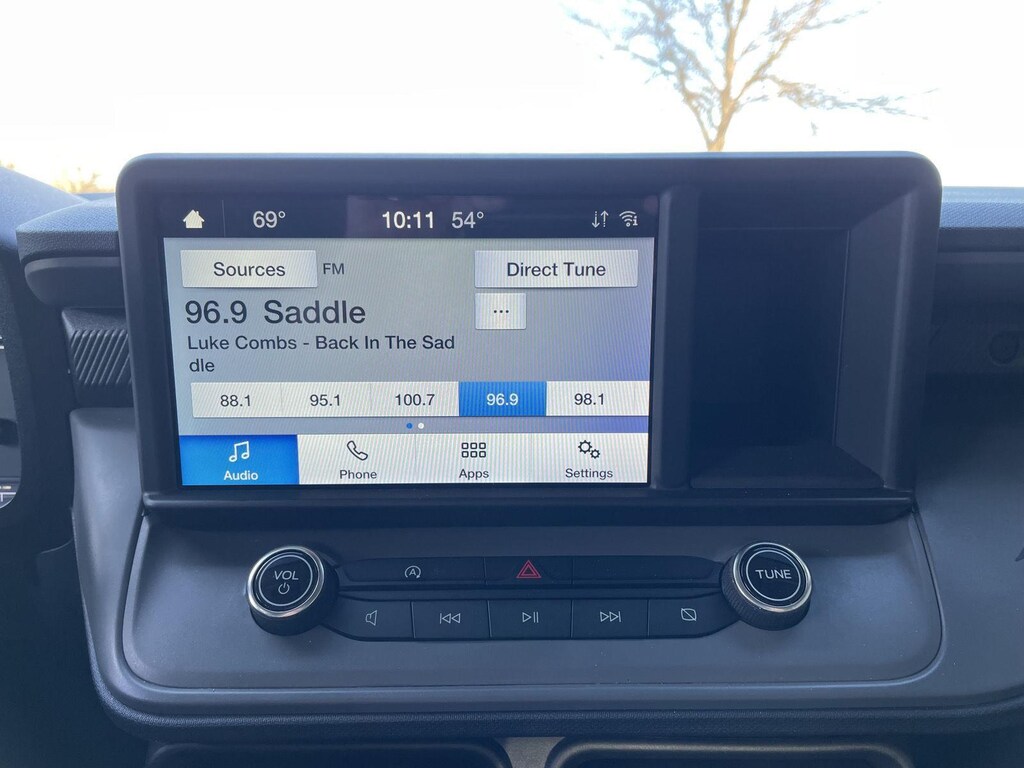 69° 10:11 54°
Sources FM Direct Tune
96.9 Saddle ...
Luke Combs - Back In The Sad
dle
88.1 95.1 100.7 96.9 98.1
Audio Phone Apps Settings
VOL
TUNE